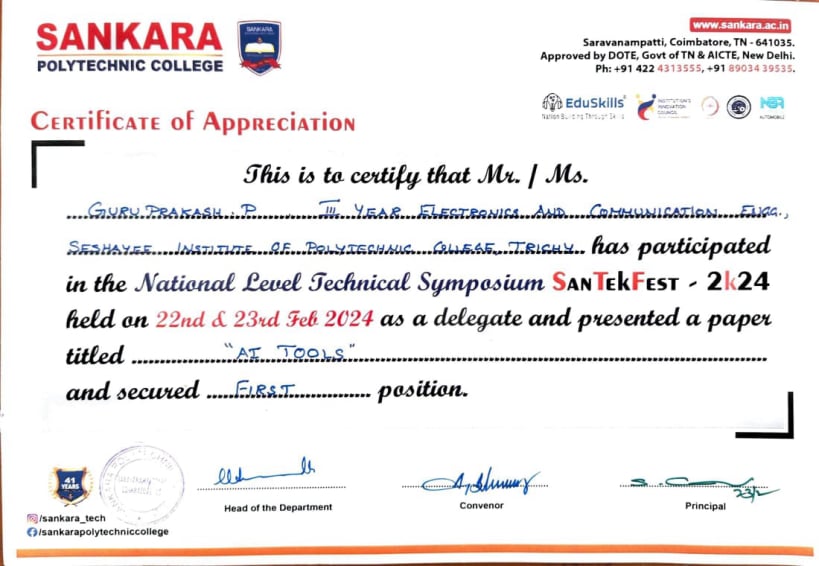 SANKARA
POLYTECHNIC COLLEGE
www.sankara.ac.in
Saravanampatti, Coimbatore, TN - 641035.
Approved by DOTE, Govt of TN & AICTE, New Delhi.
Ph: +91 422 4313555, +91 89034 39535.
EduSkills
Nation Building Through Skills
INSTITUTION'S
INNOVATION
COUNCIL
AUTOMOBILE
Certificate of Appreciation
This is to certify that Mr. / Ms.
GURU PRAKASH. P III YEAR ELECTRONICS AND COMMUNICATION ENGG.,
SESHAYEE INSTITUTE OF POLYTECHNIC COLLEGE, TRICHY has participated
in the National Level Technical Symposium SANTEKFEST - 2k24
held on 22nd & 23rd Feb 2024 as a delegate and presented a paper
titled "AI TOOLS"
and secured FIRST position.
41
YEARS
Head of the Department
Convenor
23/2
Principal
/sankara_tech
/sankarapolytechniccollege